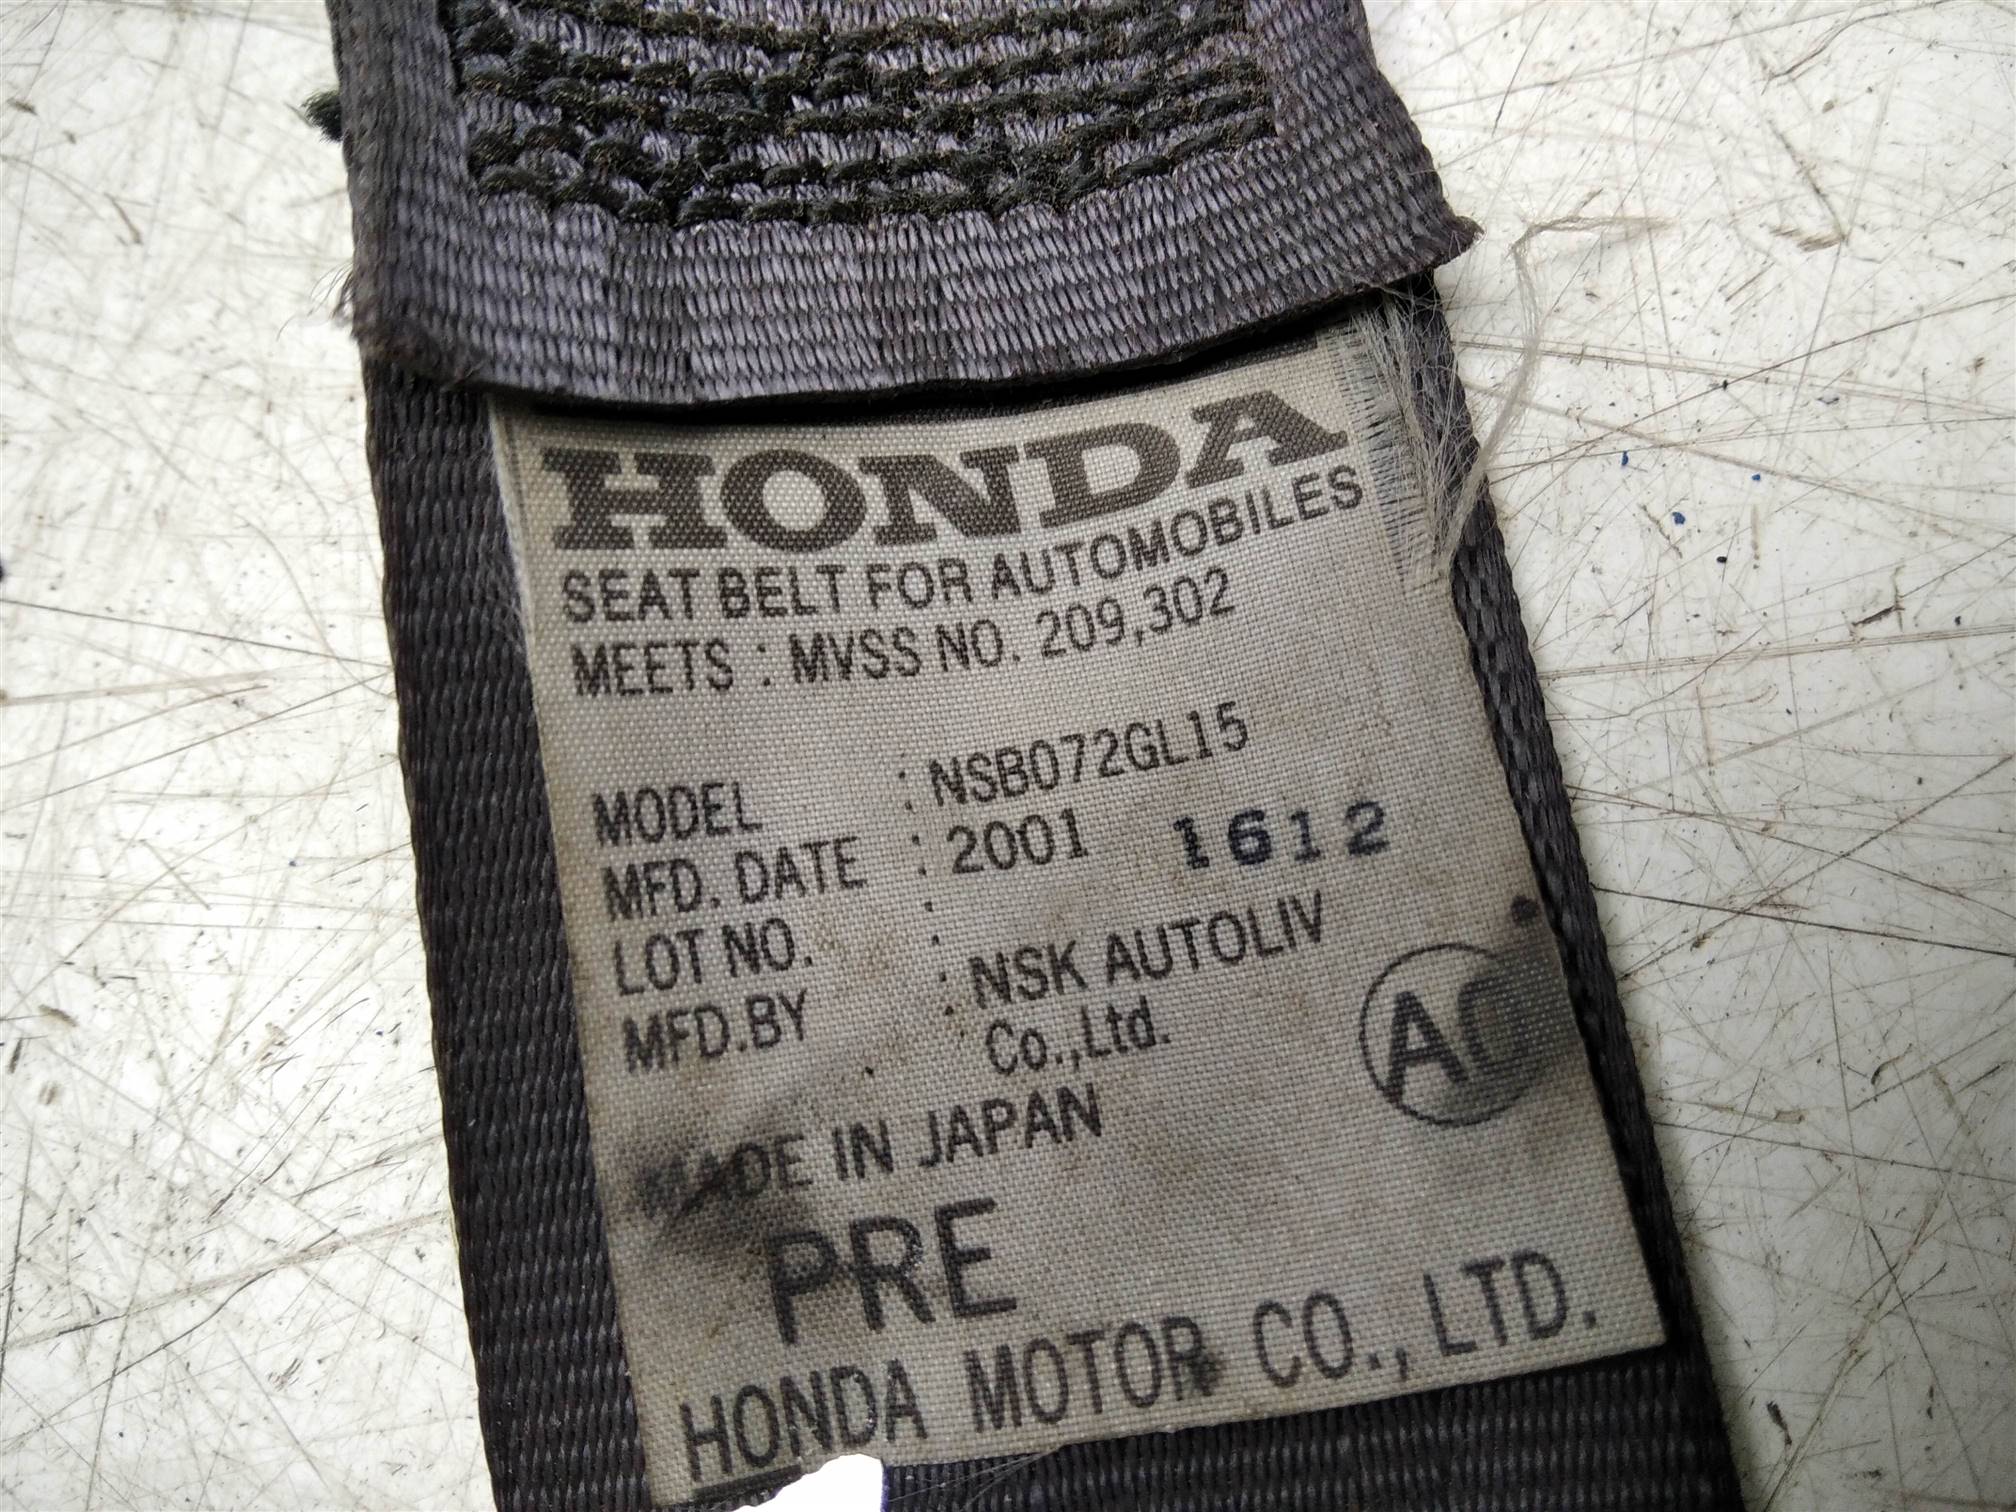 HONDA
SEAT BELT FOR AUTOMOBILES
MEETS : MVSS NO. 209,302
MODEL : NSB072GL15
MFD. DATE : 2001 1612
LOT NO. :
MFD.BY : NSK AUTOLIV
Co.,Ltd.
MADE IN JAPAN
PRE
HONDA MOTOR CO., LTD.